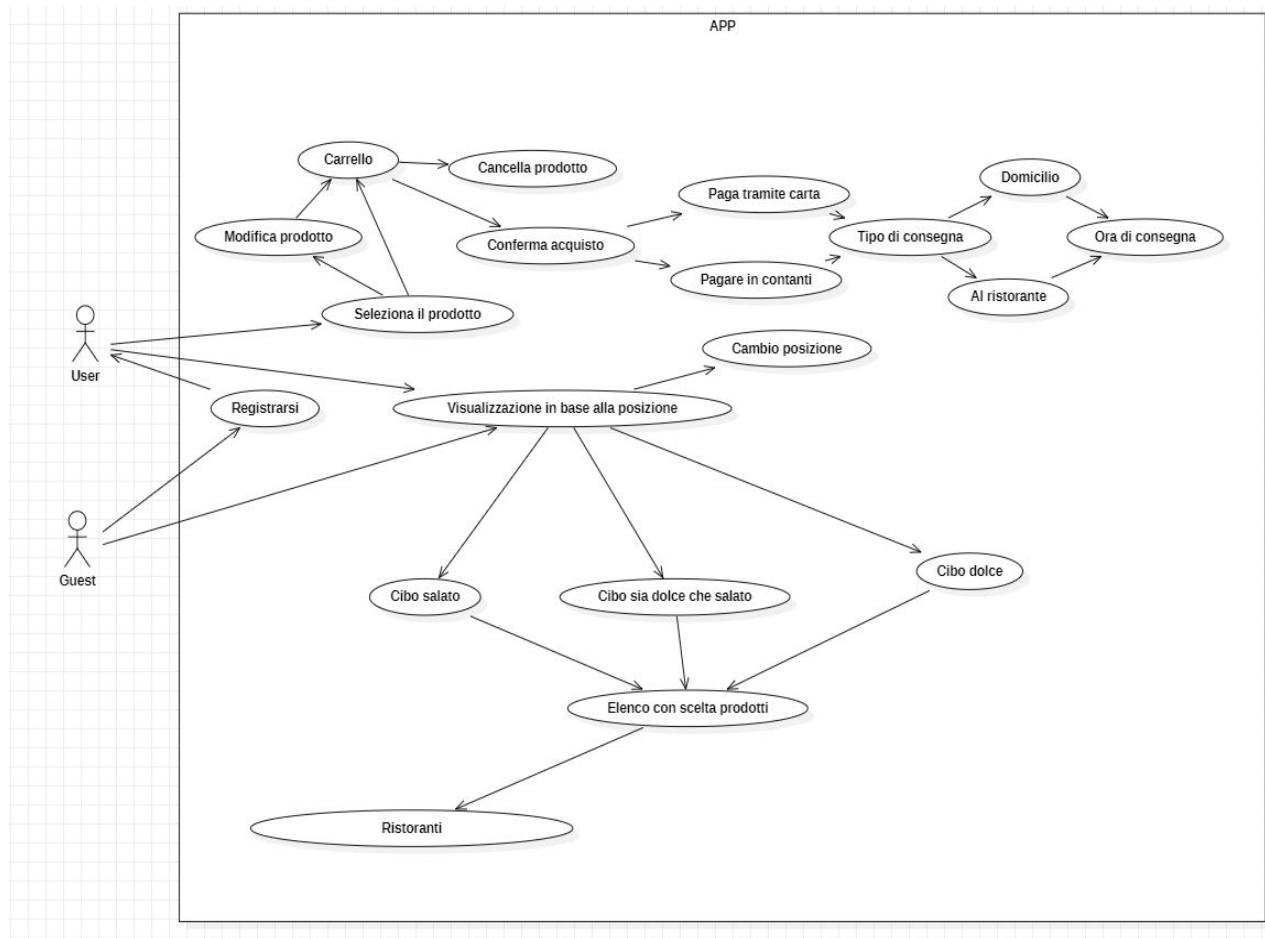 APP
Carrello
Cancella prodotto
Paga tramite carta
Domicilio
Modifica prodotto
Conferma acquisto
Tipo di consegna
Ora di consegna
Pagare in contanti
Al ristorante
Seleziona il prodotto
User
Cambio posizione
Registrarsi
Visualizzazione in base alla posizione
Guest
Cibo salato
Cibo sia dolce che salato
Cibo dolce
Elenco con scelta prodotti
Ristoranti